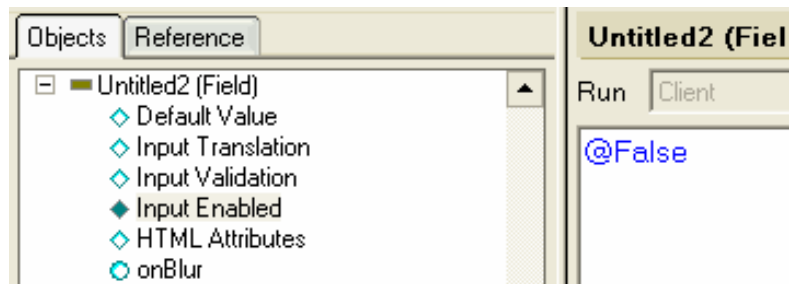 Objects Reference
Untitled2 (Field)
Default Value
Input Translation
Input Validation
Input Enabled
HTML Attributes
onBlur
Untitled2 (Fiel
Run Client
@False